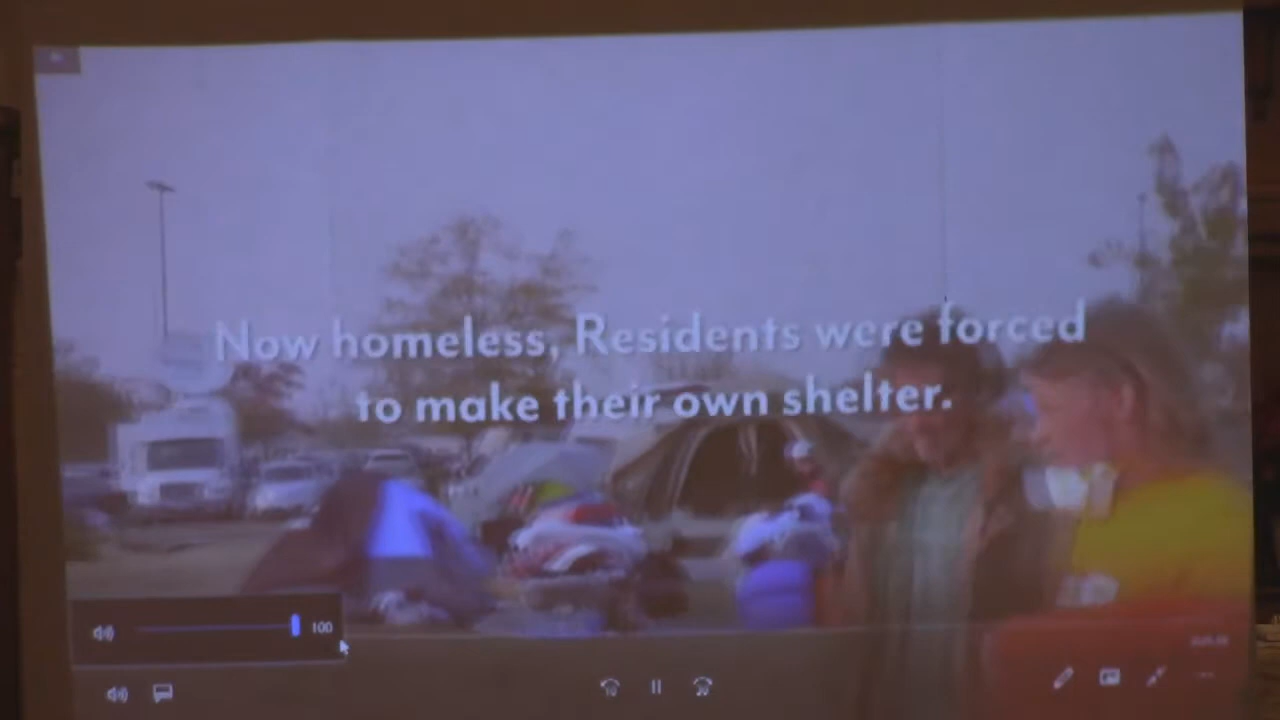 Now homeless, Residents were forced
to make their own shelter.
100